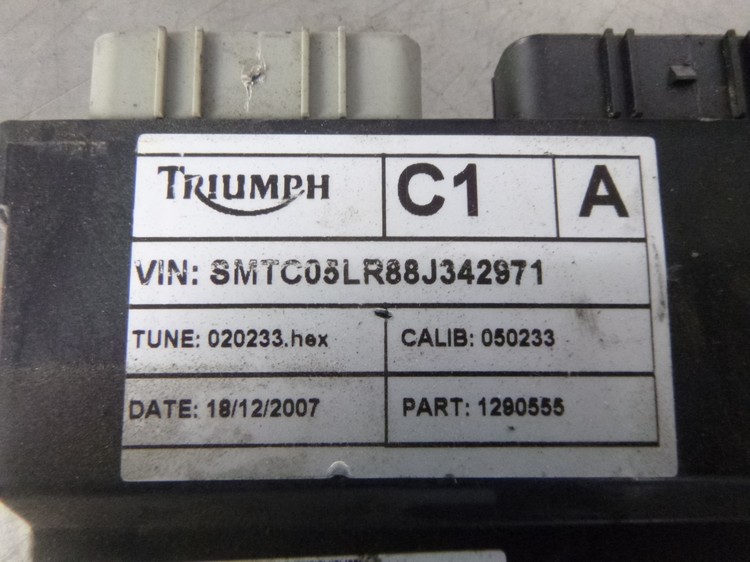 TRIUMPH C1 A
VIN: SMTC05LR88J342971
TUNE: 020233.hex CALIB: 050233
DATE: 18/12/2007 PART: 1290555